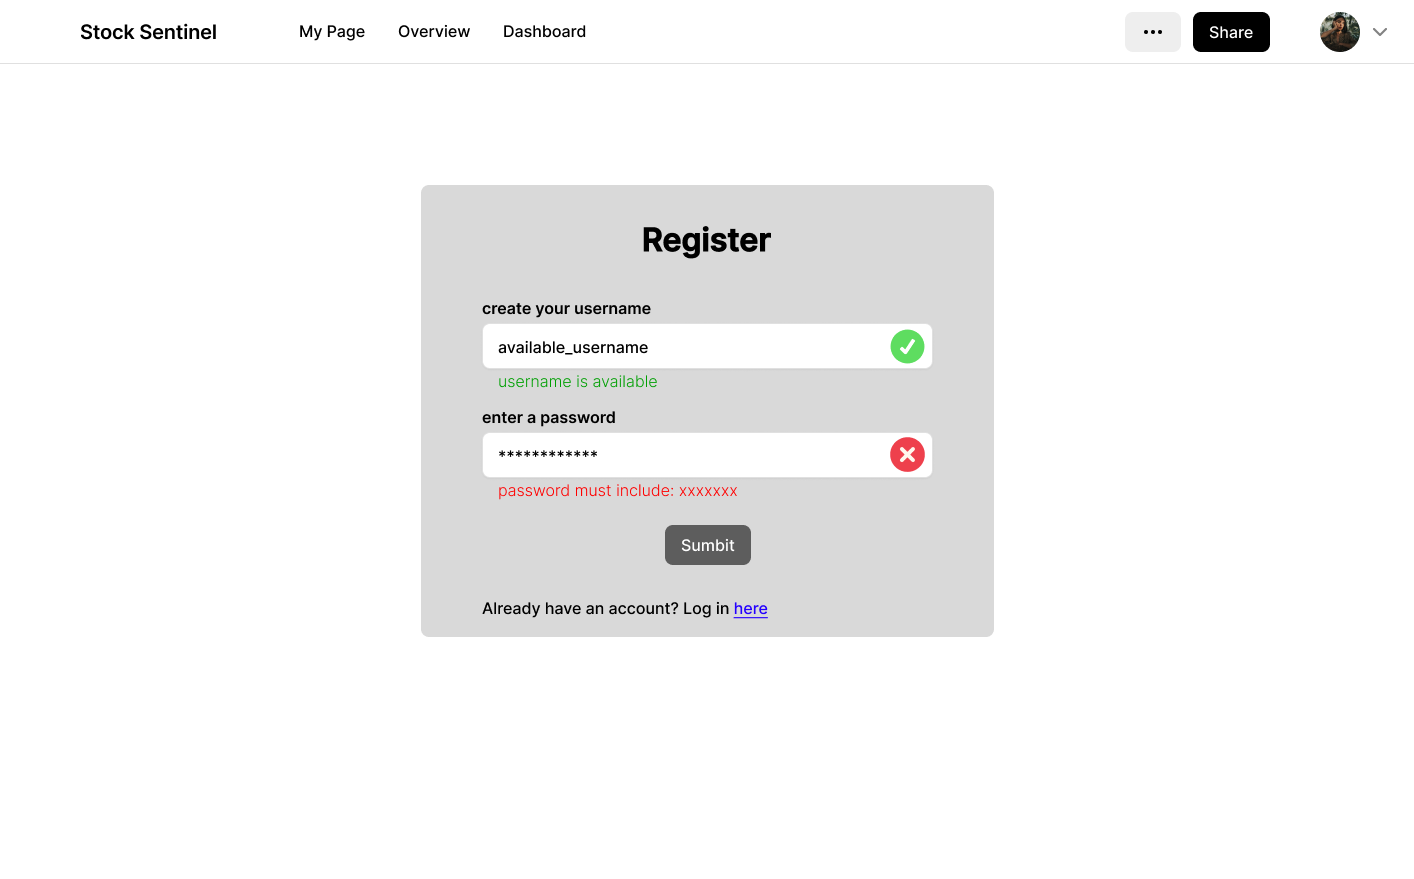 Stock Sentinel My Page Overview Dashboard ••• Share
Register
create your username
available_username
username is available
enter a password
************
password must include: xxxxxxx
Sumbit
Already have an account? Log in here